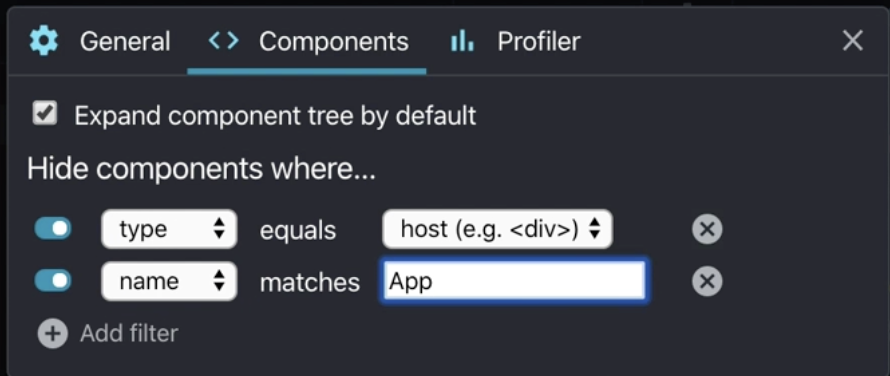 General <> Components Profiler
Expand component tree by default
Hide components where...
type equals host (e.g. <div>)
name matches App
Add filter